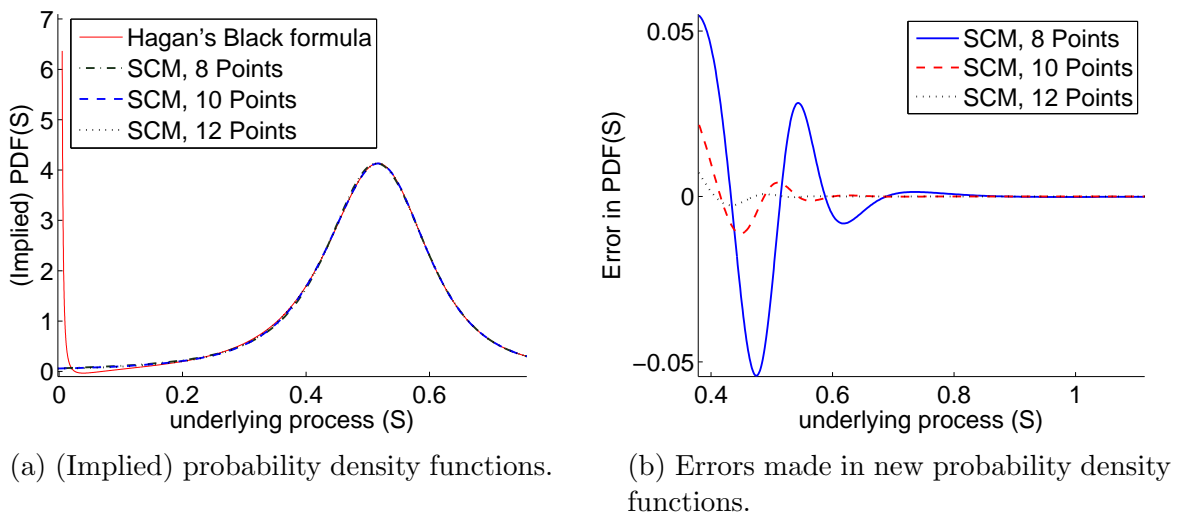 7
6
5
4
3
2
1
0
(Implied) PDF(S)
Hagan's Black formula
SCM, 8 Points
SCM, 10 Points
SCM, 12 Points
0 0.2 0.4 0.6
underlying process (S)
(a) (Implied) probability density functions.
0.05
0
−0.05
Error in PDF(S)
SCM, 8 Points
SCM, 10 Points
SCM, 12 Points
0.4 0.6 0.8 1
underlying process (S)
(b) Errors made in new probability density
functions.